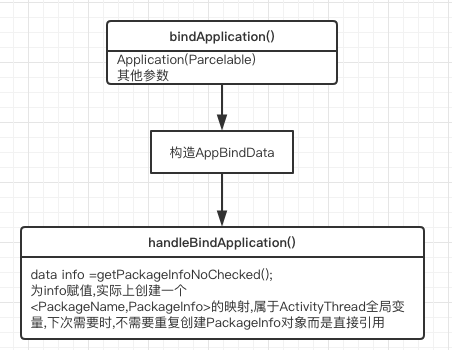 bindApplication()
Application(Parcelable)
其他参数
构造AppBindData
handleBindApplication()
data info =getPackageInfoNoChecked();
为info赋值,实际上创建一个
<PackageName,PackageInfo>的映射,属于ActivityThread全局变
量,下次需要时,不需要重复创建PackageInfo对象而是直接引用